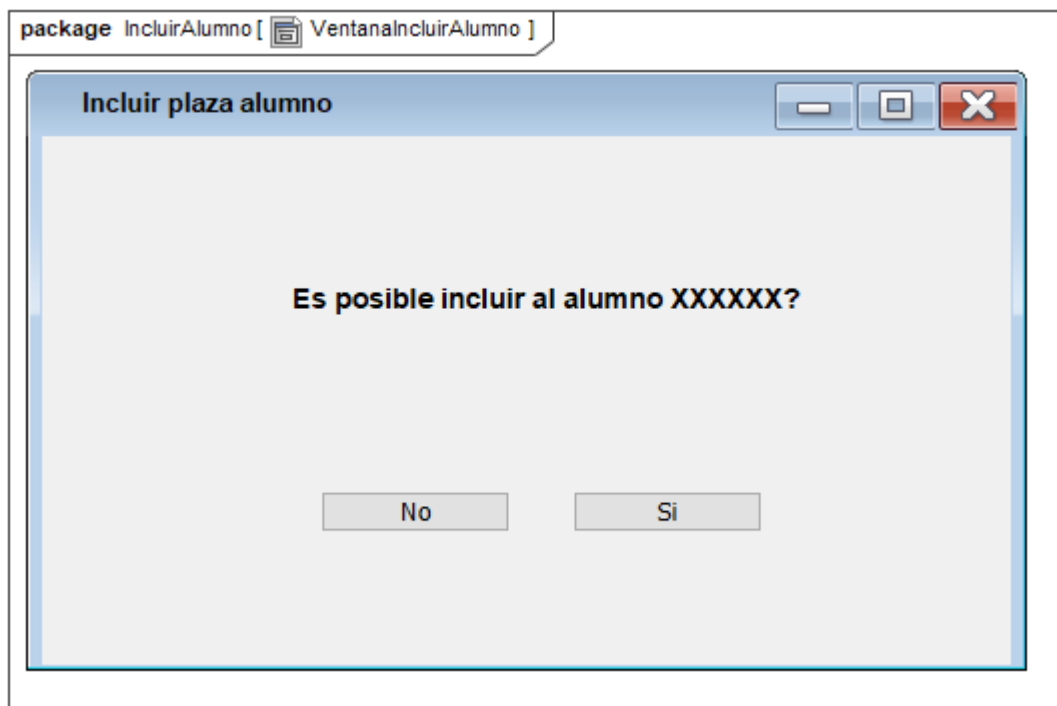 package IncluirAlumno [ VentanaIncluirAlumno ]
Incluir plaza alumno
Es posible incluir al alumno XXXXXX?
No Si